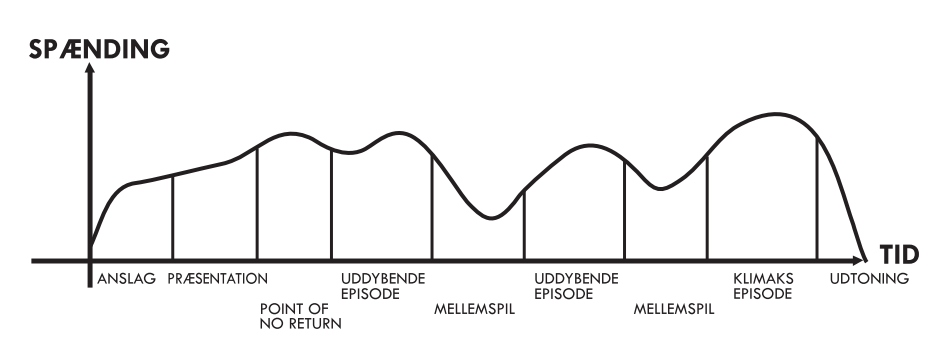 SPÆNDING
TID
ANSLAG
PRÆSENTATION
POINT OF
NO RETURN
UDDYBENDE
EPISODE
MELLEMSPIL
UDDYBENDE
EPISODE
MELLEMSPIL
KLIMAKS
EPISODE
UDTONING